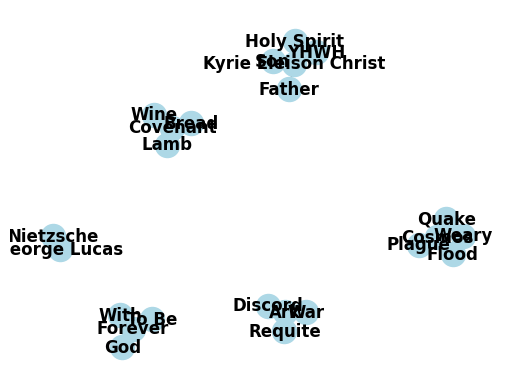 Holy Spirit
YHWH
Son
Kyrie Eleison Christ
Father
Wine
Bread
Covenant
Lamb
Quake
Weary
Cosmos
Plague
Flood
Nietzsche
eorge Lucas
Discord
War
Requite
With
To Be
Forever
God